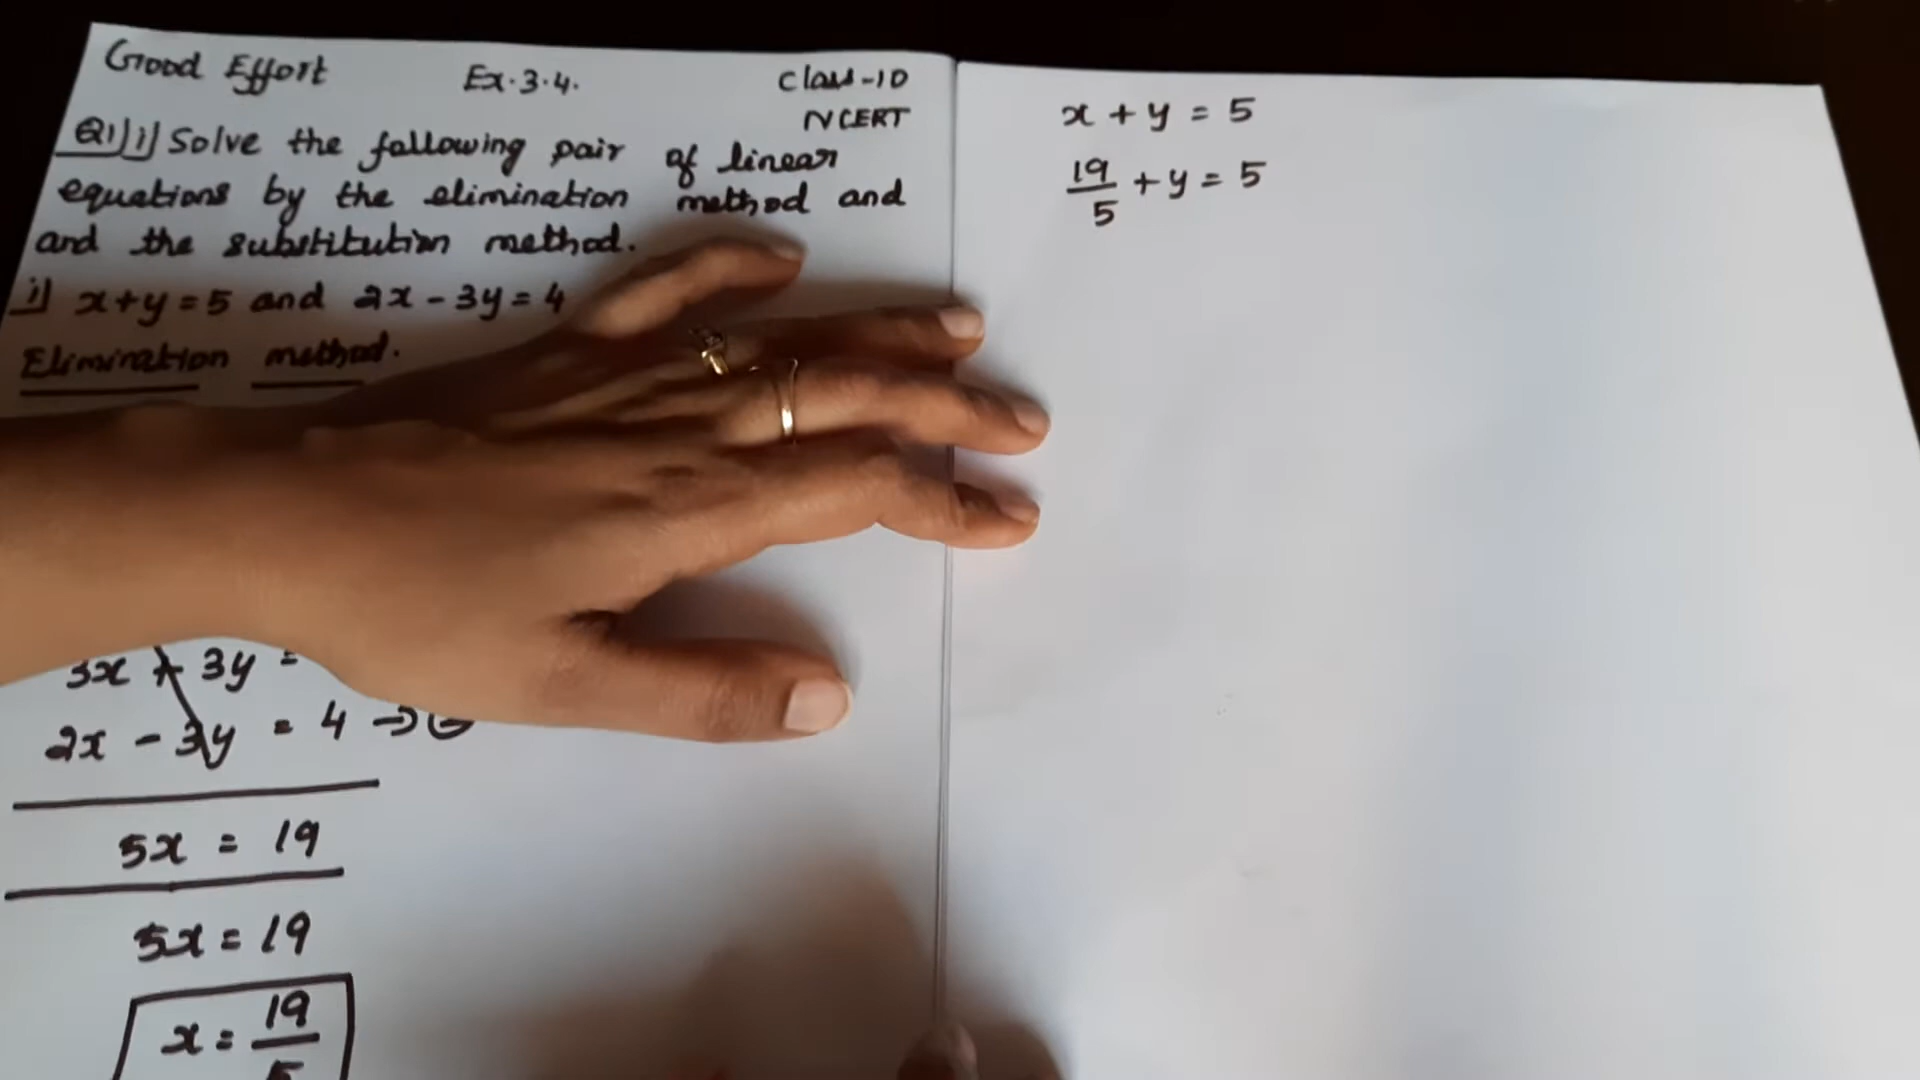 Good Effort Ex.3.4. Class-10
NCERT
Q1) i) Solve the following pair of linear
equations by the elimination method and
and the substitution method.
i) x+y=5 and 2x-3y=4
Elimination method.
3x + 3y =
2x - 3y = 4 →
5x = 19
5x = 19
x = 19/5
x + y = 5
19/5 + y = 5